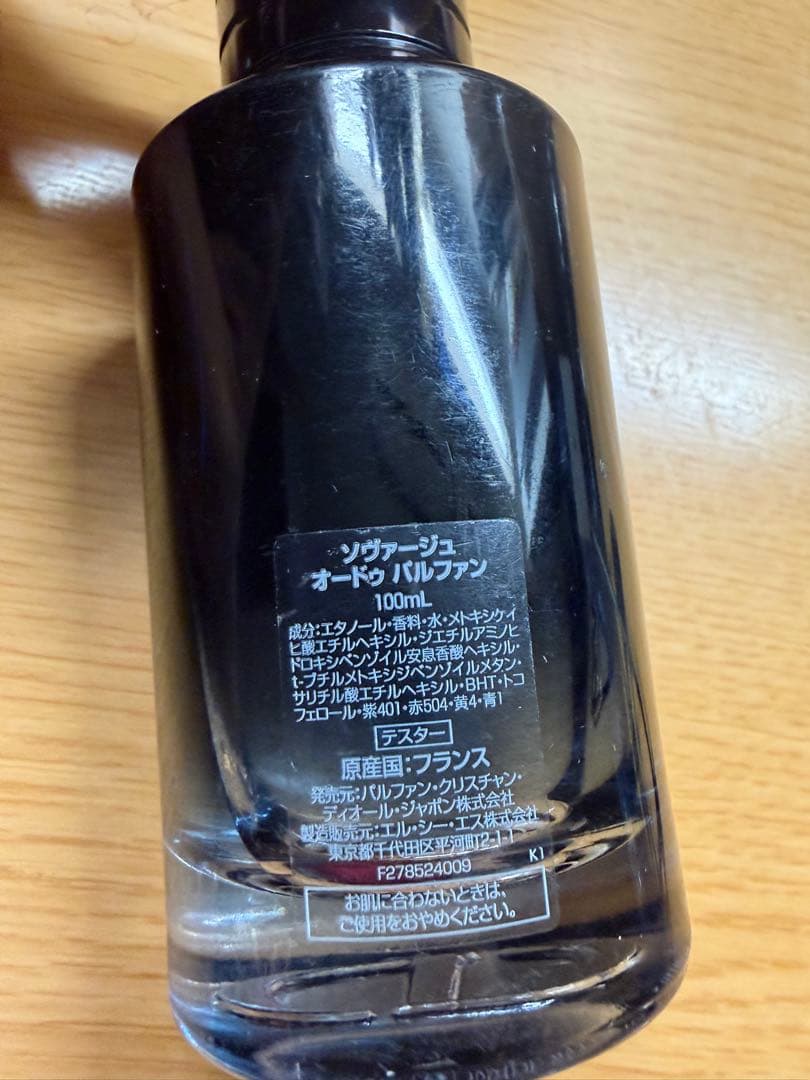 ソヴァージュ
オードゥ パルファン
100mL
成分:エタノール・香料・水・メトキシケイ
ヒ酸エチルヘキシル・ジエチルアミノヒ
ドロキシベンゾイル安息香酸ヘキシル・
t-ブチルメトキシジベンゾイルメタン・
サリチル酸エチルヘキシル・BHT・トコ
フェロール・紫401・赤504・黄4・青1
テスター
原産国:フランス
発売元:パルファン・クリスチャン・
ディオール・ジャポン株式会社
製造販売元:エル・シー・エス株式会社
東京都千代田区平河町2-1-1
F278524009 K1
お肌に合わないときは、
ご使用をおやめください。